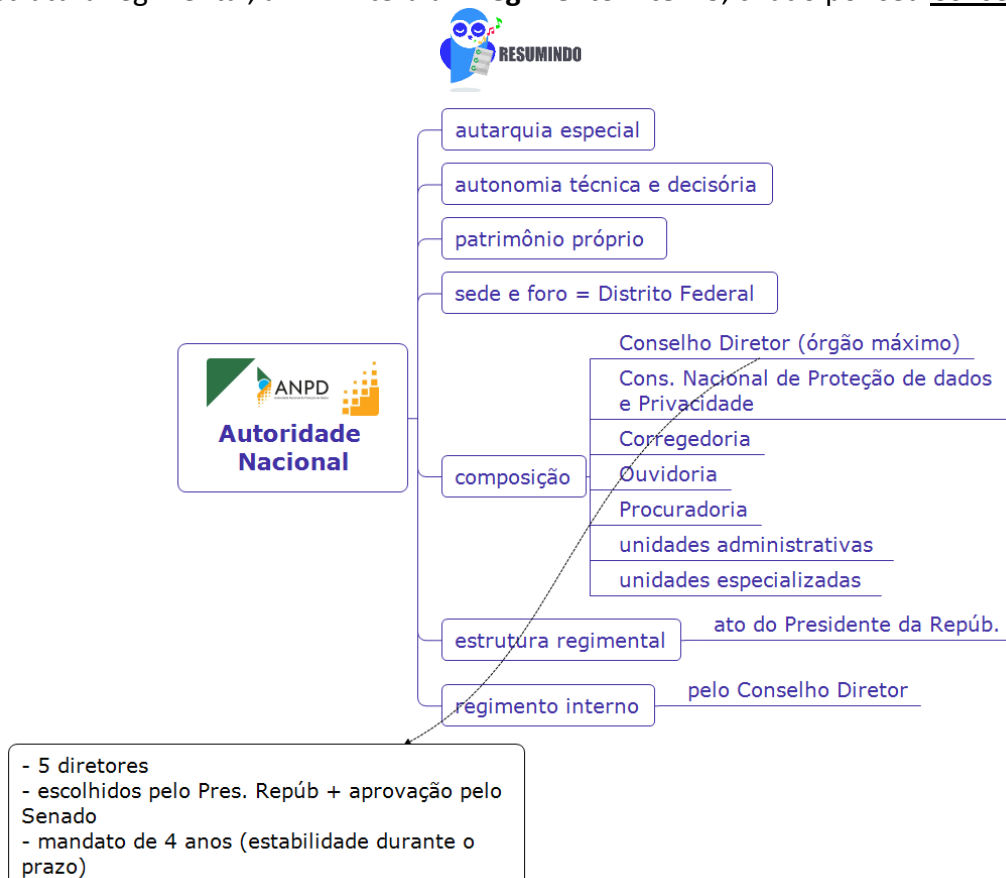 RESUMINDO
autarquia especial
autonomia técnica e decisória
patrimônio próprio
sede e foro = Distrito Federal
Conselho Diretor (órgão máximo)
Cons. Nacional de Proteção de dados
e Privacidade
Corregedoria
Ouvidoria
Procuradoria
unidades administrativas
unidades especializadas
composição
ANPD
Autoridade
Nacional
estrutura regimental
ato do Presidente da Repúb.
regimento interno
pelo Conselho Diretor
- 5 diretores
- escolhidos pelo Pres. Repúb + aprovação pelo
Senado
- mandato de 4 anos (estabilidade durante o
prazo)